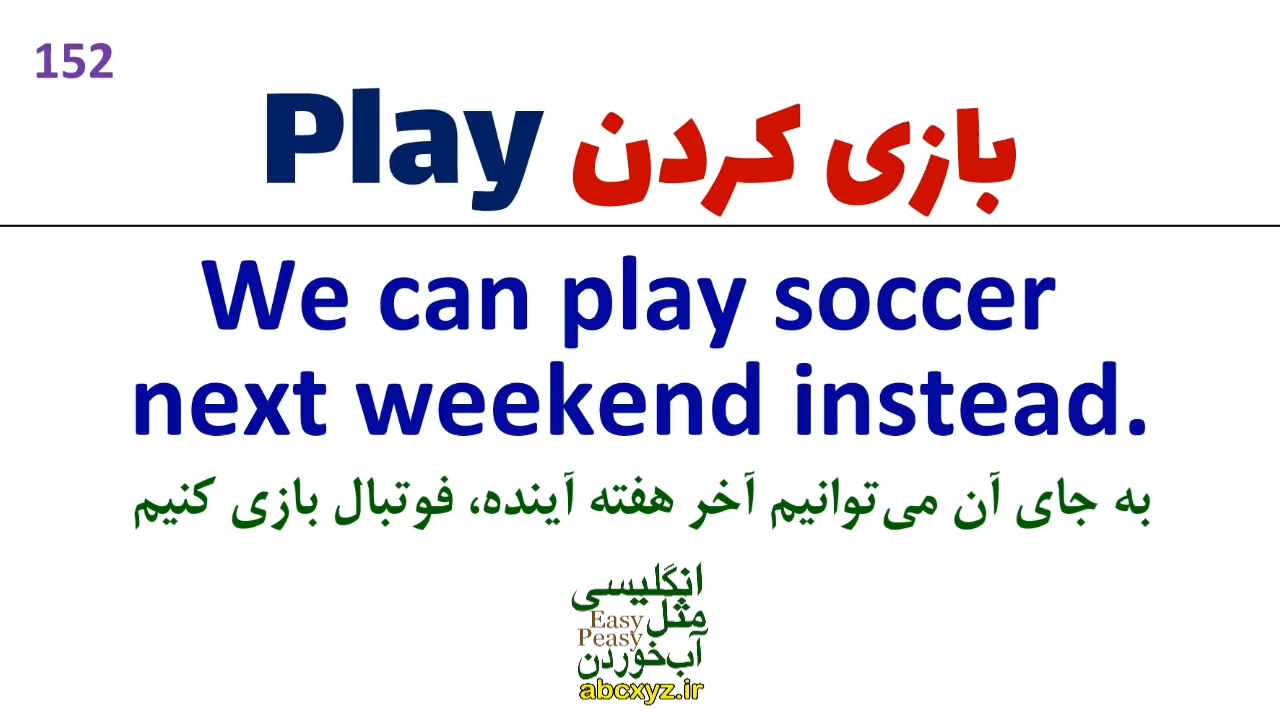 152
Play بازی کردن
We can play soccer
next weekend instead.
به جای آن می‌توانیم آخر هفته آینده، فوتبال بازی کنیم
انگلیسی
مثل Easy
Peasy
آب‌خوردن
abcxyz.ir